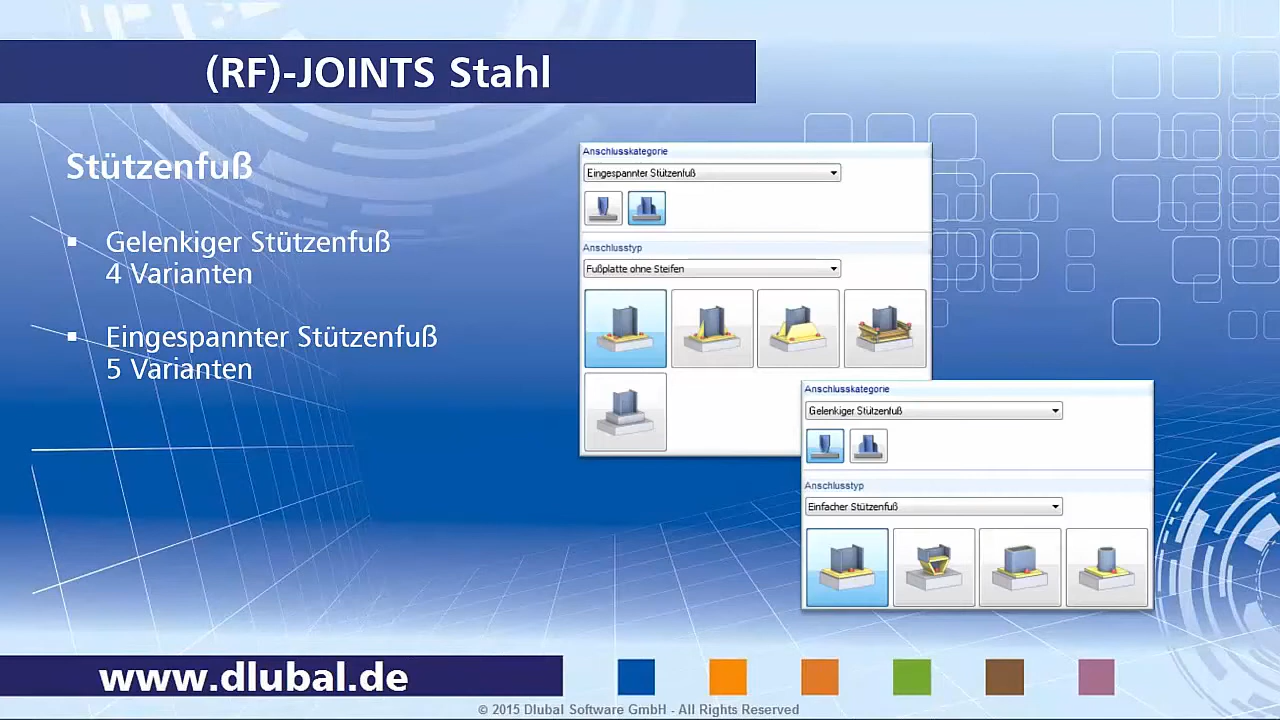 (RF)-JOINTS Stahl
Stützenfuß
▪ Gelenkiger Stützenfuß
4 Varianten
▪ Eingespannter Stützenfuß
5 Varianten
Anschlusskategorie
Eingespannter Stützenfuß
Anschlusstyp
Fußplatte ohne Steifen
Anschlusskategorie
Gelenkiger Stützenfuß
Anschlusstyp
Einfacher Stützenfuß
www.dlubal.de
© 2015 Dlubal Software GmbH - All Rights Reserved